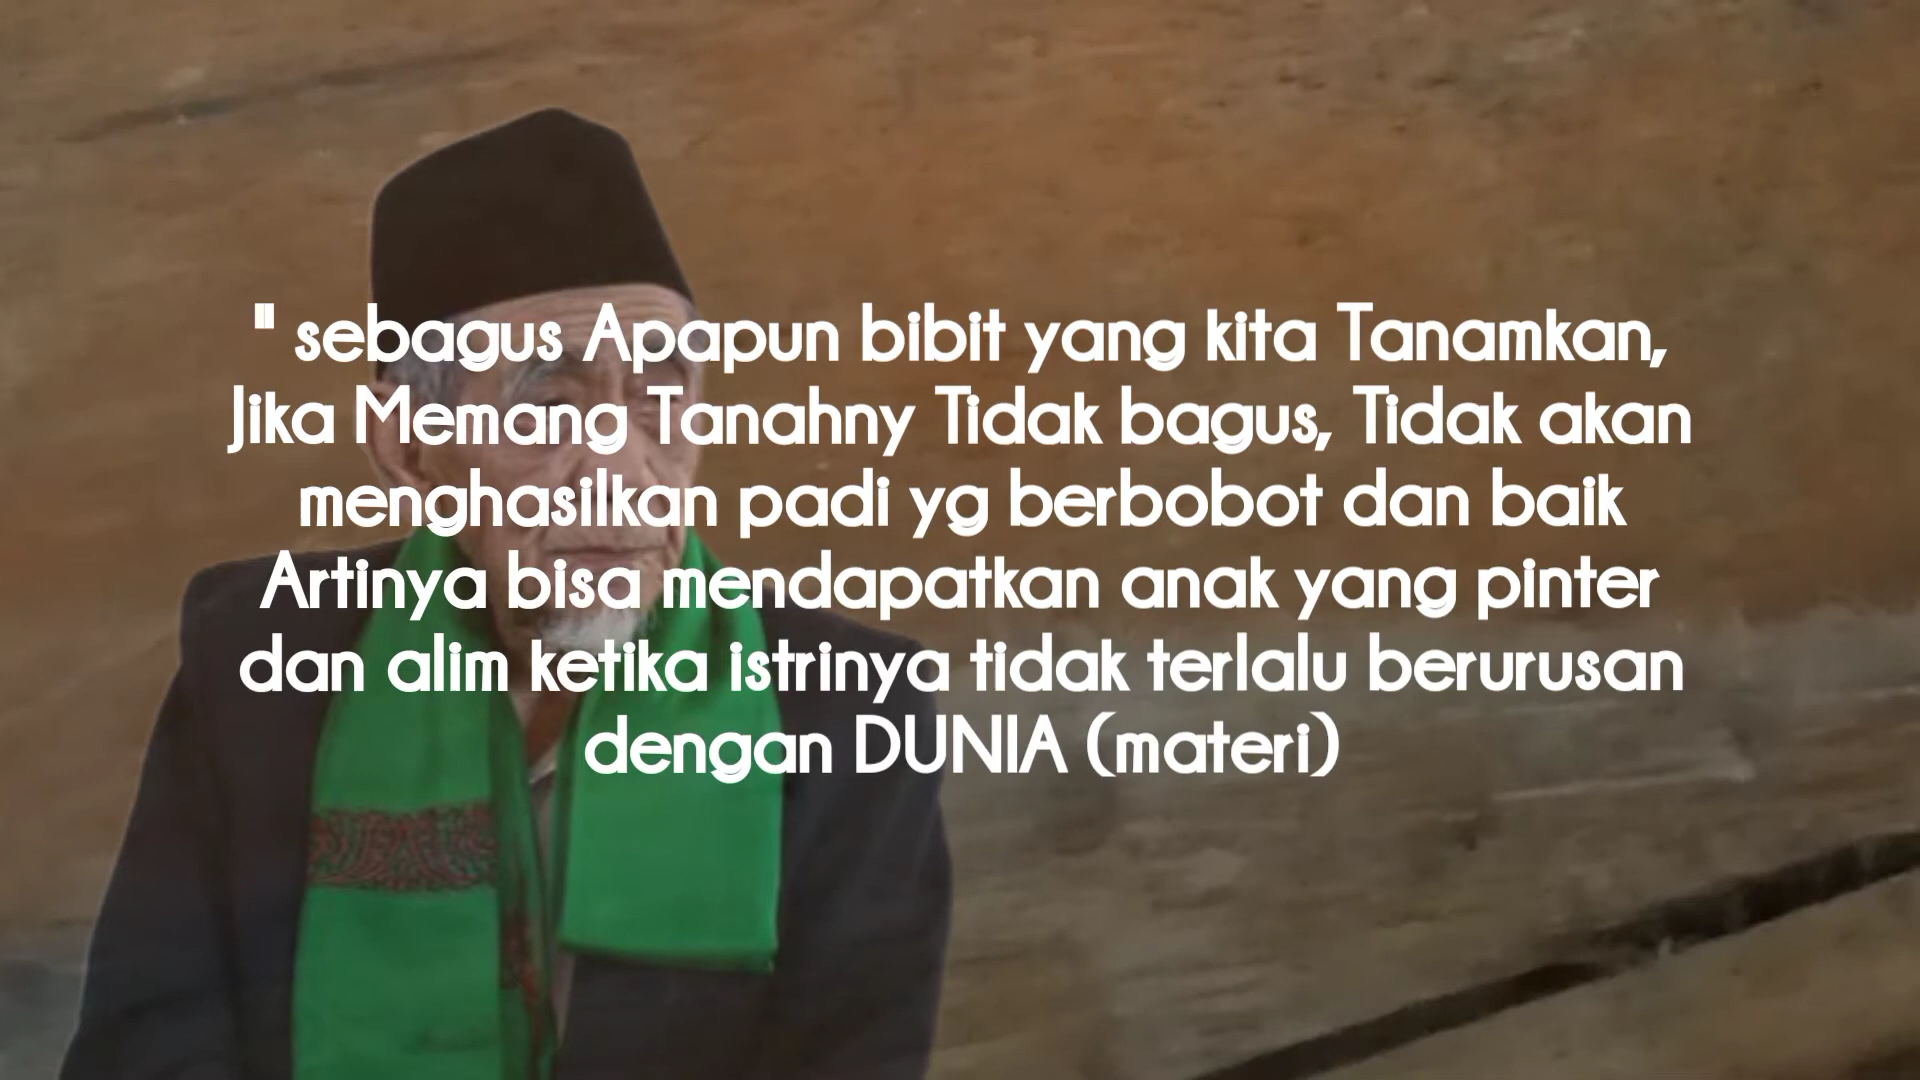 " sebagus Apapun bibit yang kita Tanamkan,
Jika Memang Tanahny Tidak bagus, Tidak akan
menghasilkan padi yg berbobot dan baik
Artinya bisa mendapatkan anak yang pinter
dan alim ketika istrinya tidak terlalu berurusan
dengan DUNIA (materi)